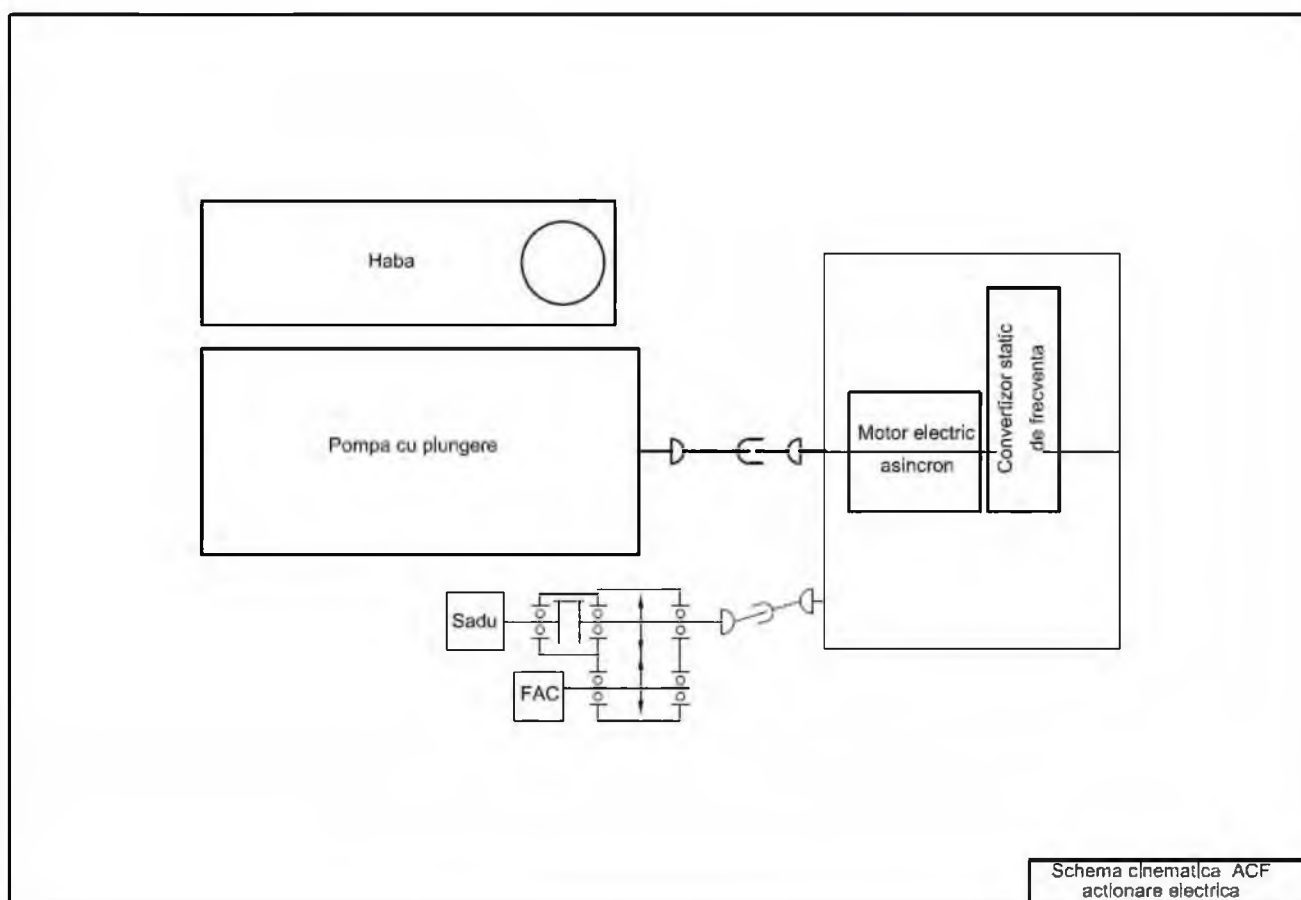 Haba
Pompa cu plungere
Motor electric
asincron
Convertizor static
de frecventa
Sadu
FAC
Schema cinematica ACF
actionare electrica